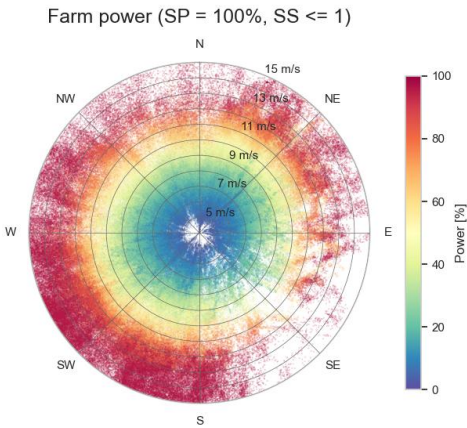 Farm power (SP = 100%, SS <= 1)
N
15 m/s
100
NW
13 m/s
NE
11 m/s
80
9 m/s
7 m/s
60
5 m/s
W
E
Power [%]
40
20
SW
SE
0
S